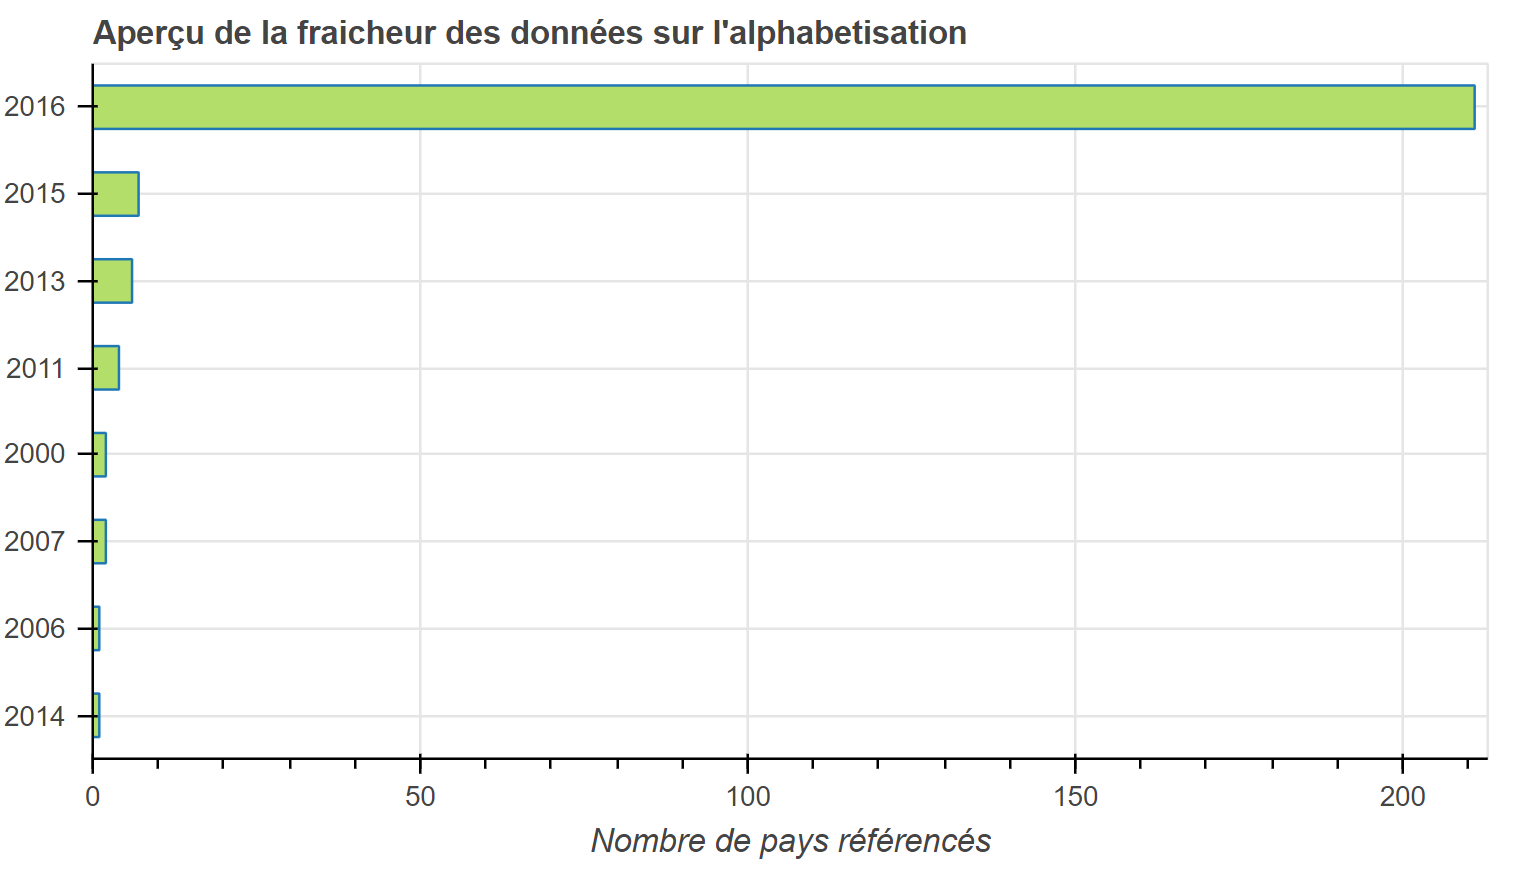 Aperçu de la fraicheur des données sur l'alphabetisation
2016
2015
2013
2011
2000
2007
2006
2014
0 50 100 150 200
Nombre de pays référencés